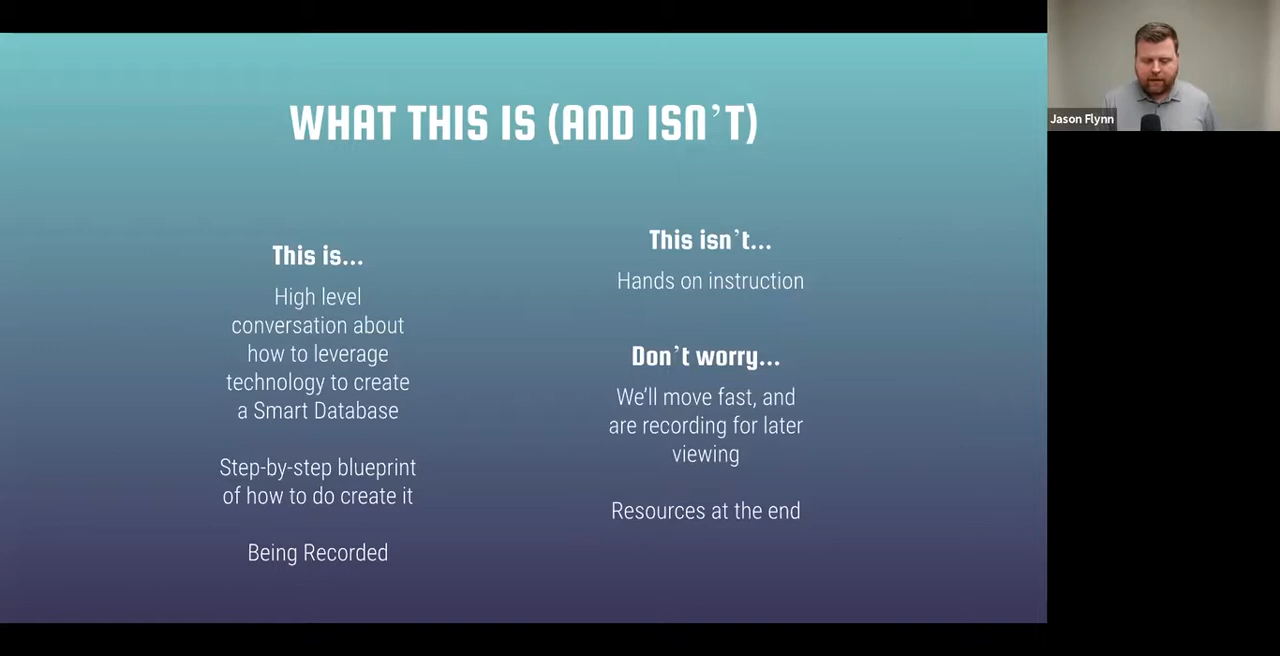 WHAT THIS IS (AND ISN’T)
This is...
High level
conversation about
how to leverage
technology to create
a Smart Database
Step-by-step blueprint
of how to do create it
Being Recorded
This isn’t...
Hands on instruction
Don’t worry...
We’ll move fast, and
are recording for later
viewing
Resources at the end
Jason Flynn